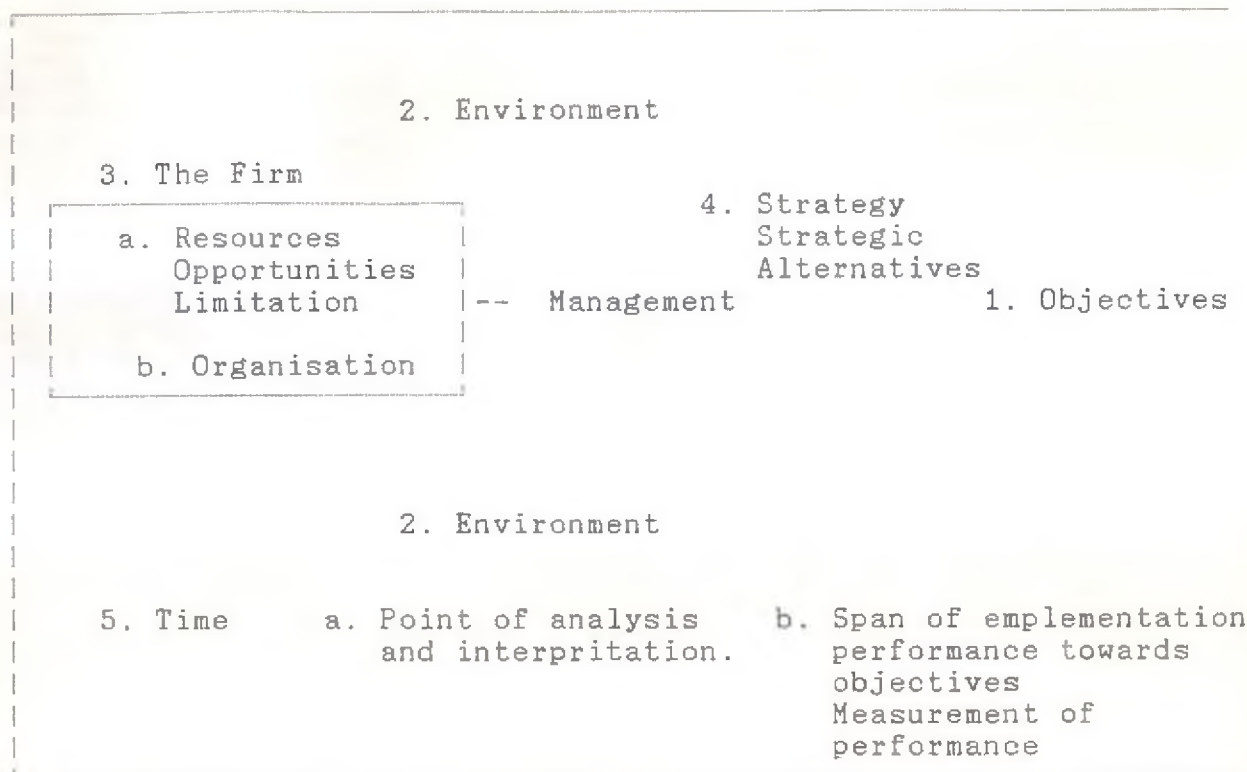 2. Environment
3. The Firm
4. Strategy
Strategic
Alternatives
a. Resources
Opportunities
Limitation
-- Management
1. Objectives
b. Organisation
2. Environment
5. Time
a. Point of analysis
and interpritation.
b. Span of emplementation
performance towards
objectives
Measurement of
performance